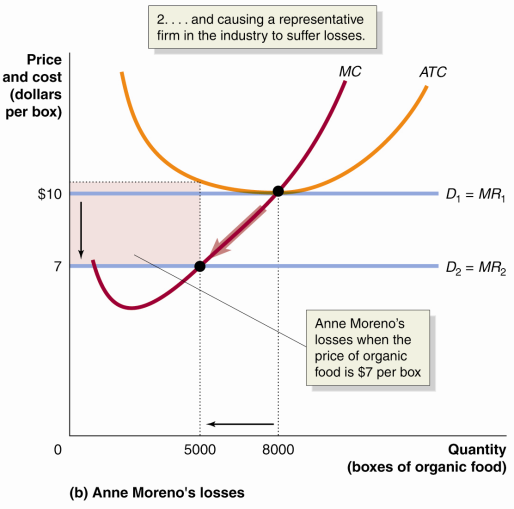 2. . . . and causing a representative
firm in the industry to suffer losses.
Price
and cost
(dollars
per box)
MC
ATC
$10
D1 = MR1
7
D2 = MR2
Anne Moreno's
losses when the
price of organic
food is $7 per box
0
5000
8000
Quantity
(boxes of organic food)
(b) Anne Moreno's losses